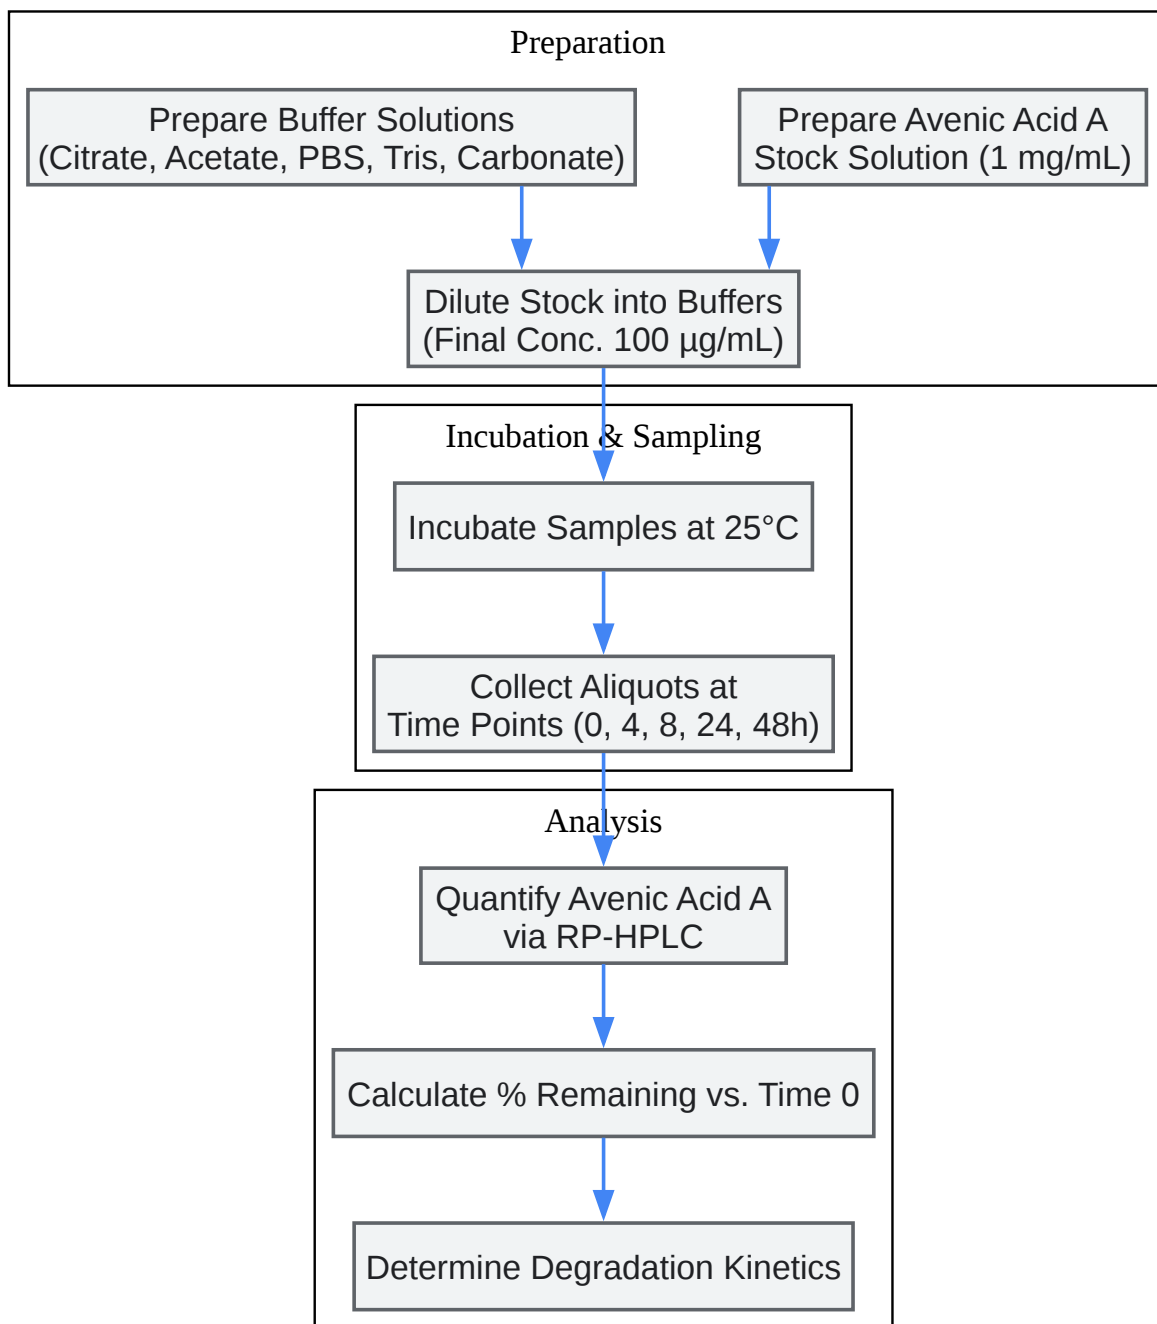 Preparation
Prepare Buffer Solutions
(Citrate, Acetate, PBS, Tris, Carbonate)
Prepare Avenic Acid A
Stock Solution (1 mg/mL)
Dilute Stock into Buffers
(Final Conc. 100 µg/mL)
Incubation & Sampling
Incubate Samples at 25°C
Collect Aliquots at
Time Points (0, 4, 8, 24, 48h)
Analysis
Quantify Avenic Acid A
via RP-HPLC
Calculate % Remaining vs. Time 0
Determine Degradation Kinetics